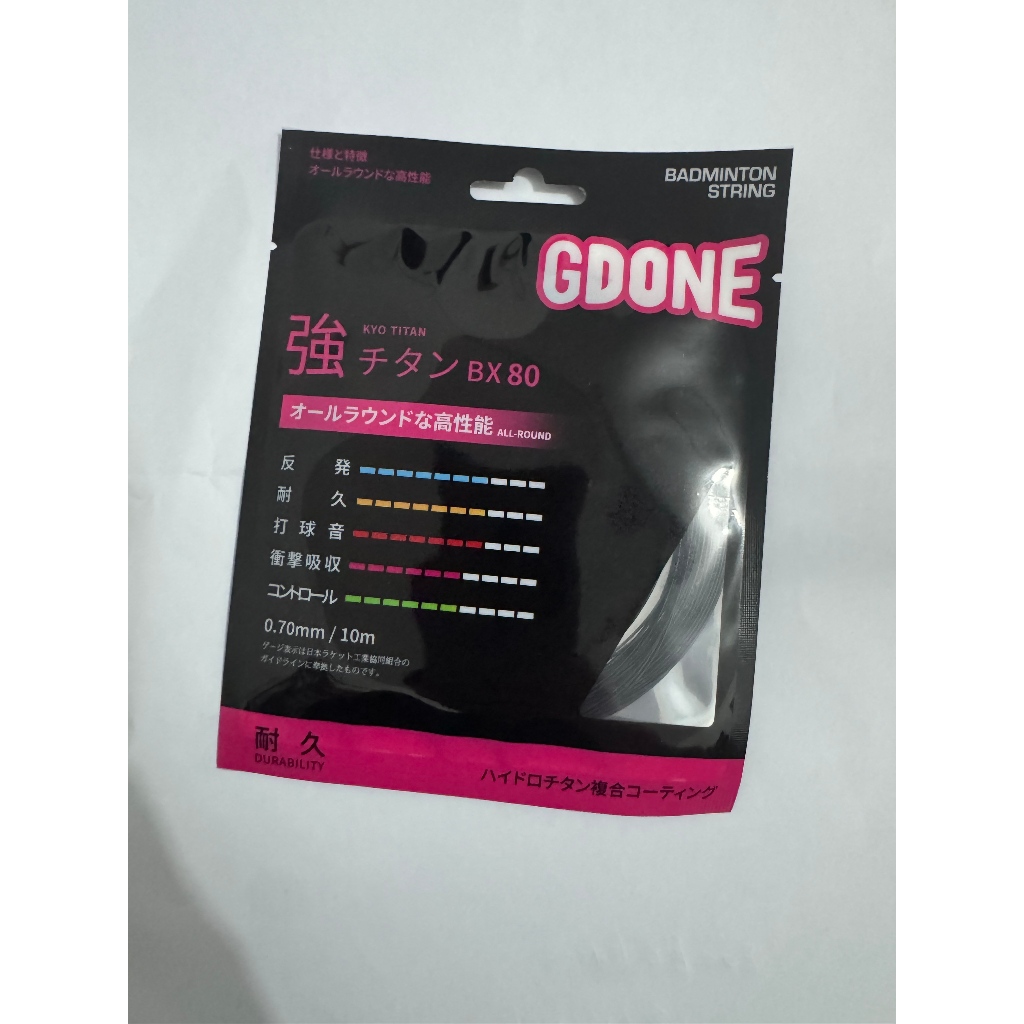 仕様と特徴
オールラウンドな高性能
BADMINTON
STRING
GDONE
強
KYO TITAN
チタン BX 80
オールラウンドな高性能 ALL-ROUND
反 発
耐 久
打 球 音
衝撃吸収
コントロール
0.70mm / 10m
ゲージ表示は日本ラケット工業協同組合の
ガイドラインに準拠したものです。
耐 久
DURABILITY
ハイドロチタン複合コーティング